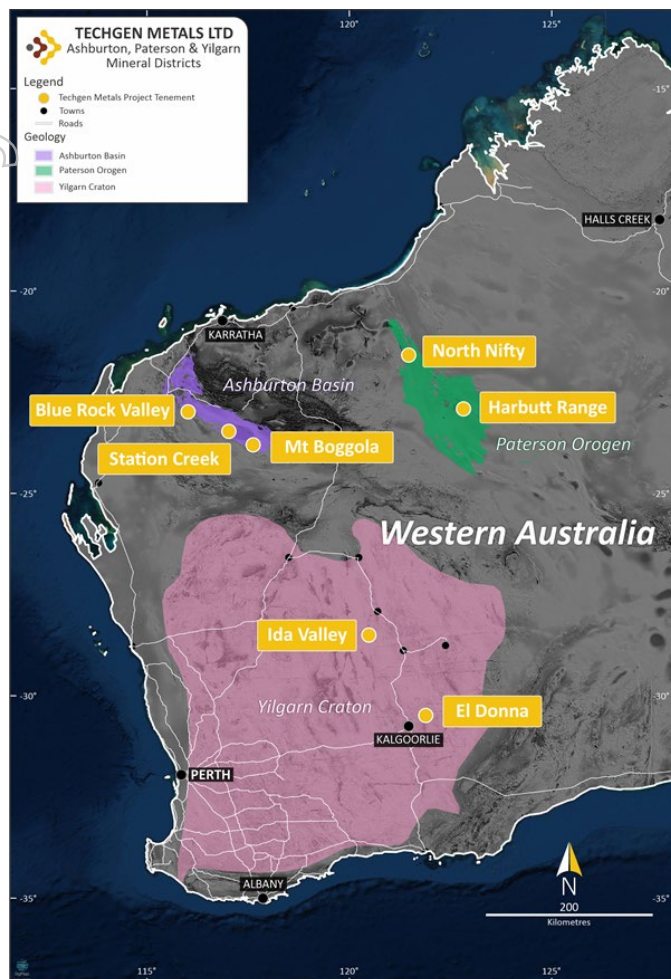 TECHGEN METALS LTD
Ashburton, Paterson & Yilgarn
Mineral Districts
Legend
Techgen Metals Project Tenement
Towns
Roads
Geology
Ashburton Basin
Paterson Orogen
Yilgarn Craton
120°
125°
-15°
-15°
HALLS CREEK
-20°
-20°
KARRATHA
North Nifty
Ashburton Basin
Blue Rock Valley
Harbutt Range
Station Creek
Mt Boggola
Paterson Orogen
-25°
-25°
Western Australia
Ida Valley
-30°
Yilgarn Craton
El Donna
-30°
KALGOORLIE
PERTH
N
ALBANY
-35°
-35°
200
Kilometres
115°
120°
125°